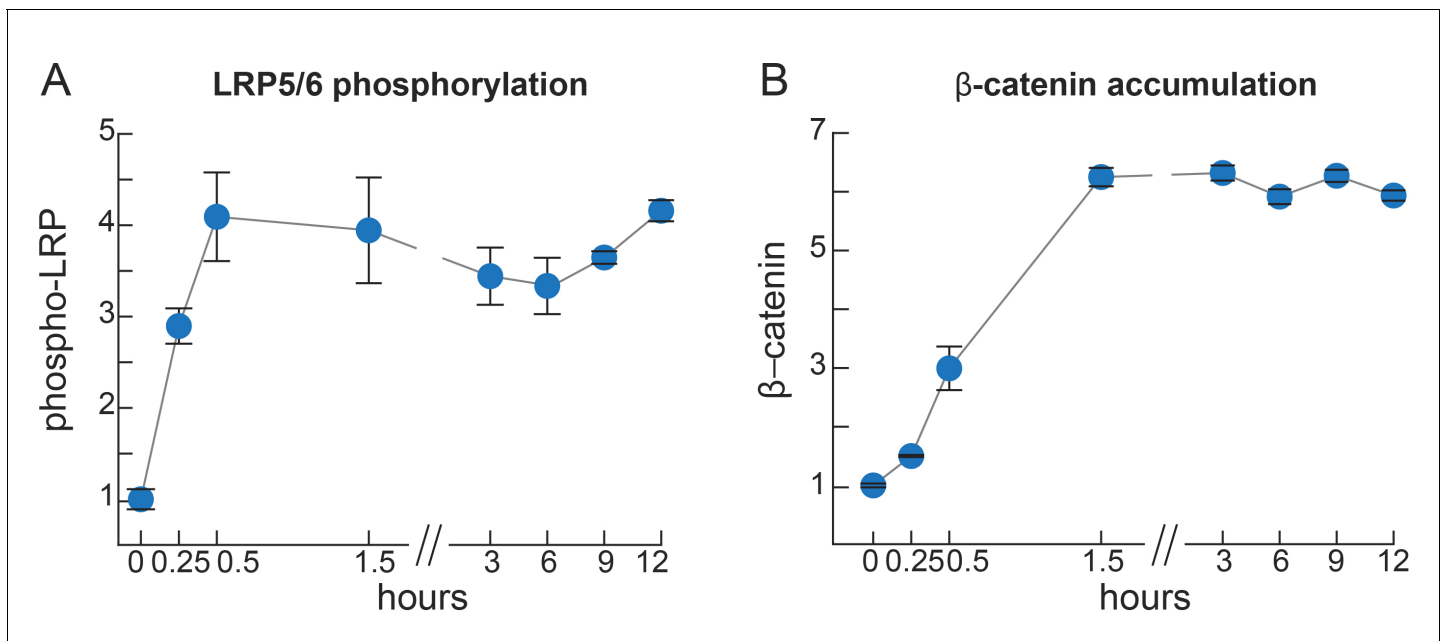 A
LRP5/6 phosphorylation
5
4
3
2
1
phospho-LRP
0 0.25 0.5 1.5 3 6 9 12
hours
B
β-catenin accumulation
7
5
3
1
β–catenin
0 0.25 0.5 1.5 3 6 9 12
hours